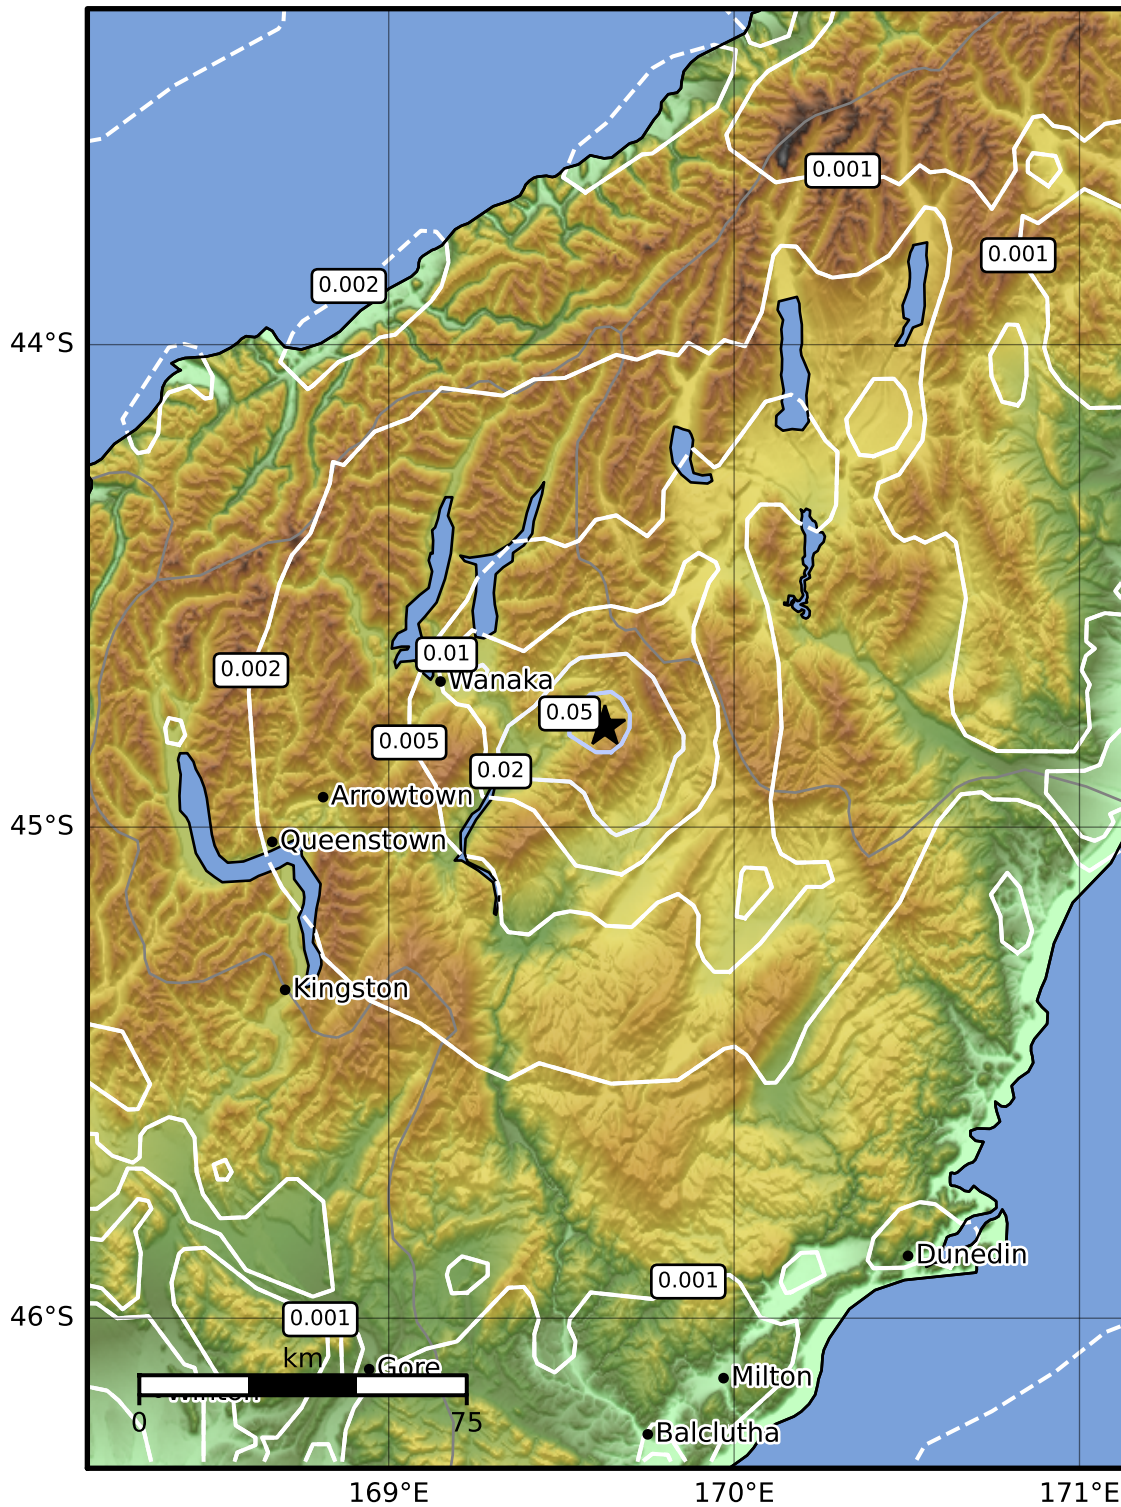 0.001
0.001
0.002
44°S
0.01
0.002
Wanaka
0.05
0.005
0.02
Arrowtown
45°S
Queenstown
Kingston
Dunedin
0.001
46°S
0.001
km
Gore
Winton
Milton
0
75
Balclutha
169°E
170°E
171°E